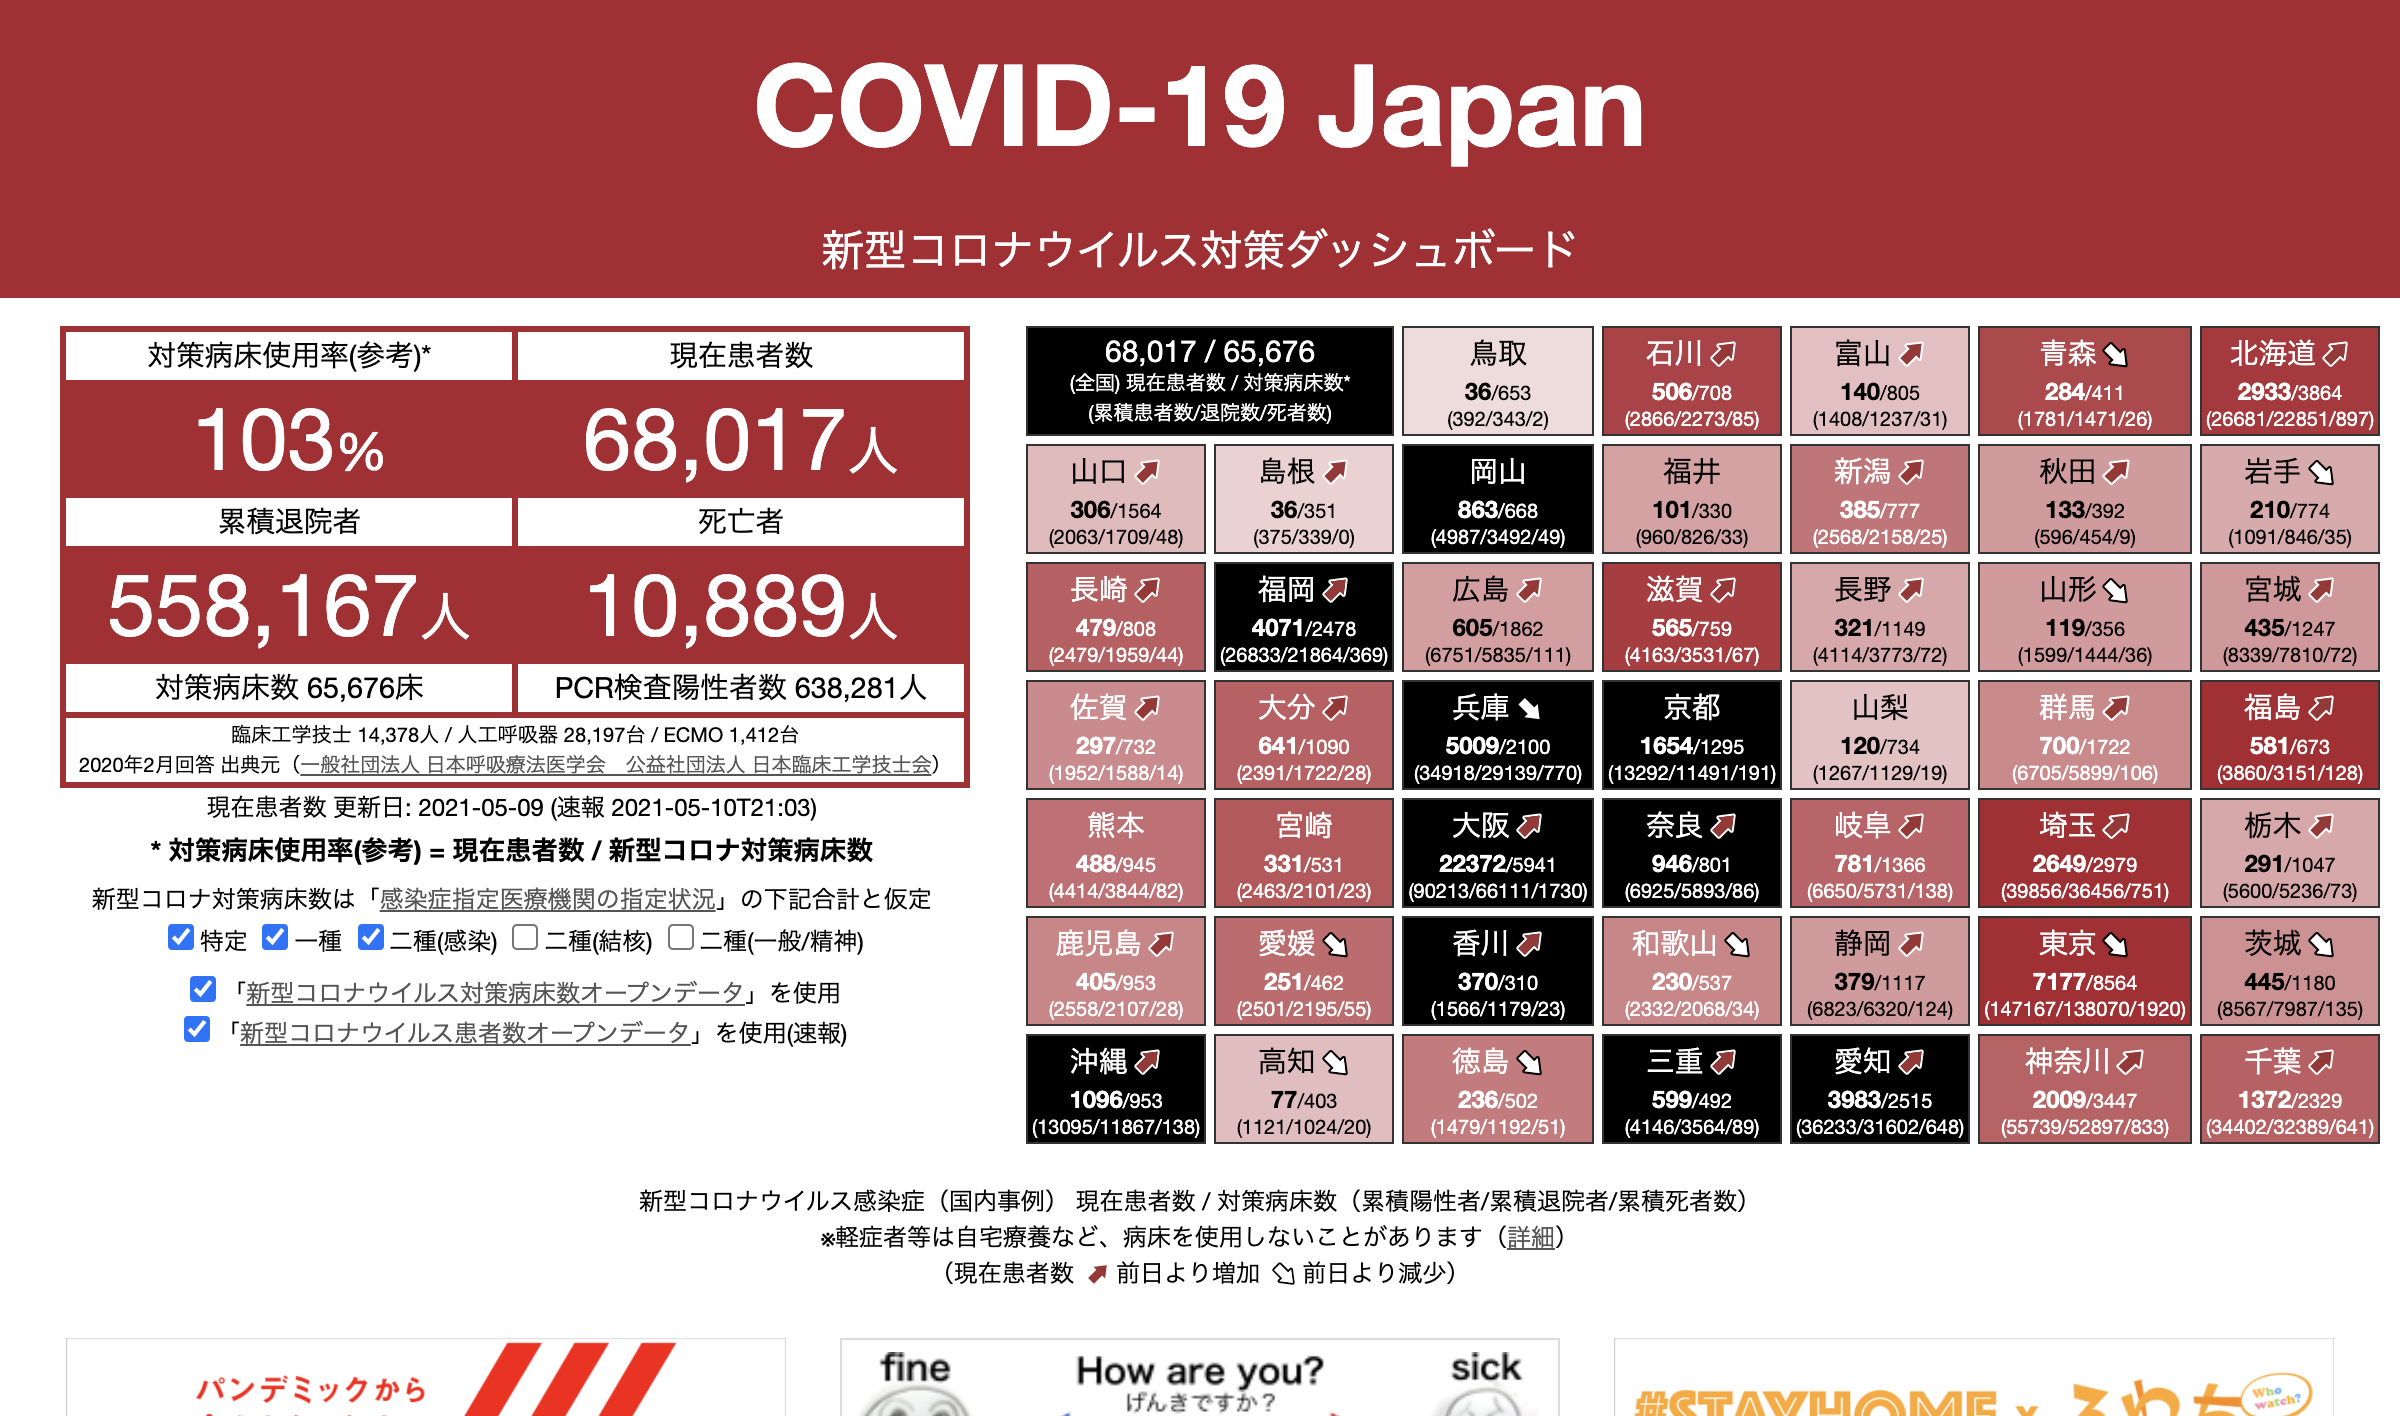 COVID-19 Japan
新型コロナウイルス対策ダッシュボード
対策病床使用率(参考)*
現在患者数
103%
68,017人
累積退院者
死亡者
558,167人
10,889人
対策病床数 65,676床
PCR検査陽性者数 638,281人
臨床工学技士 14,378人 / 人工呼吸器 28,197台 / ECMO 1,412台
2020年2月回答 出典元（一般社団法人 日本呼吸療法医学会　公益社団法人 日本臨床工学技士会）
現在患者数 更新日: 2021-05-09 (速報 2021-05-10T21:03)
* 対策病床使用率(参考) = 現在患者数 / 新型コロナ対策病床数
新型コロナ対策病床数は「感染症指定医療機関の指定状況」の下記合計と仮定
特定 一種 二種(感染) 二種(結核) 二種(一般/精神)
「新型コロナウイルス対策病床数オープンデータ」を使用
「新型コロナウイルス患者数オープンデータ」を使用(速報)
68,017 / 65,676
(全国) 現在患者数 / 対策病床数*
(累積患者数/退院数/死者数)
鳥取
36/653
(392/343/2)
石川
506/708
(2866/2273/85)
富山
140/805
(1408/1237/31)
青森
284/411
(1781/1471/26)
北海道
2933/3864
(26681/22851/897)
山口
306/1564
(2063/1709/48)
島根
36/351
(375/339/0)
岡山
863/668
(4987/3492/49)
福井
101/330
(960/826/33)
新潟
385/777
(2568/2158/25)
秋田
133/392
(596/454/9)
岩手
210/774
(1091/846/35)
長崎
479/808
(2479/1959/44)
福岡
4071/2478
(26833/21864/369)
広島
605/1862
(6751/5835/111)
滋賀
565/759
(4163/3531/67)
長野
321/1149
(4114/3773/72)
山形
119/356
(1599/1444/36)
宮城
435/1247
(8339/7810/72)
佐賀
297/732
(1952/1588/14)
大分
641/1090
(2391/1722/28)
兵庫
5009/2100
(34918/29139/770)
京都
1654/1295
(13292/11491/191)
山梨
120/734
(1267/1129/19)
群馬
700/1722
(6705/5899/106)
福島
581/673
(3860/3151/128)
熊本
488/945
(4414/3844/82)
宮崎
331/531
(2463/2101/23)
大阪
22372/5941
(90213/66111/1730)
奈良
946/801
(6925/5893/86)
岐阜
781/1366
(6650/5731/138)
埼玉
2649/2979
(39856/36456/751)
栃木
291/1047
(5600/5236/73)
鹿児島
405/953
(2558/2107/28)
愛媛
251/462
(2501/2195/55)
香川
370/310
(1566/1179/23)
和歌山
230/537
(2332/2068/34)
静岡
379/1117
(6823/6320/124)
東京
7177/8564
(147167/138070/1920)
茨城
445/1180
(8567/7987/135)
沖縄
1096/953
(13095/11867/138)
高知
77/403
(1121/1024/20)
徳島
236/502
(1479/1192/51)
三重
599/492
(4146/3564/89)
愛知
3983/2515
(36233/31602/648)
神奈川
2009/3447
(55739/52897/833)
千葉
1372/2329
(34402/32389/641)
新型コロナウイルス感染症（国内事例） 現在患者数 / 対策病床数（累積陽性者/累積退院者/累積死者数）
※軽症者等は自宅療養など、病床を使用しないことがあります（詳細）
（現在患者数 前日より増加 前日より減少）
パンデミックから
fine
How are you?
sick
げんきですか？
#STAYHOME x
Who watch?